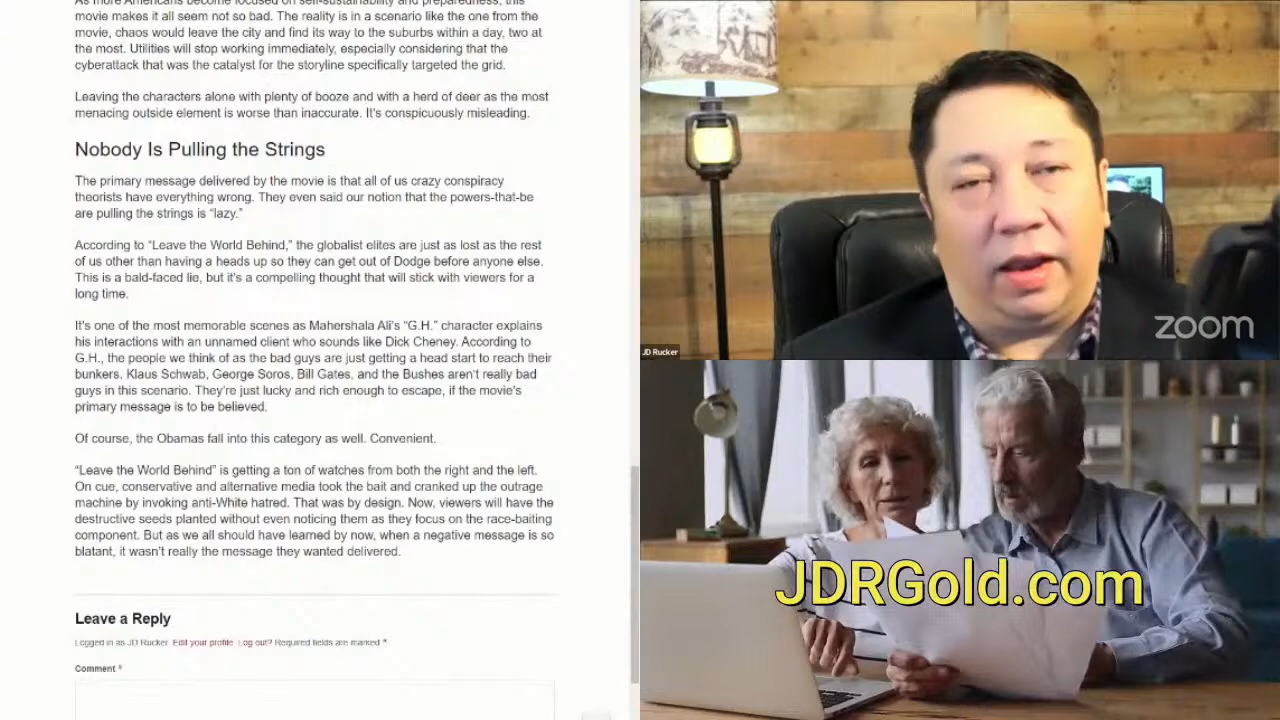 As more Americans become focused on self-sustainability and preparedness, this
movie makes it all seem not so bad. The reality is in a scenario like the one from the
movie, chaos would leave the city and find its way to the suburbs within a day, two at
the most. Utilities will stop working immediately, especially considering that the
cyberattack that was the catalyst for the storyline specifically targeted the grid.
Leaving the characters alone with plenty of booze and with a herd of deer as the most
menacing outside element is worse than inaccurate. It's conspicuously misleading.
Nobody Is Pulling the Strings
The primary message delivered by the movie is that all of us crazy conspiracy
theorists have everything wrong. They even said our notion that the powers-that-be
are pulling the strings is “lazy.”
According to “Leave the World Behind,” the globalist elites are just as lost as the rest
of us other than having a heads up so they can get out of Dodge before anyone else.
This is a bald-faced lie, but it's a compelling thought that will stick with viewers for a
long time.
It's one of the most memorable scenes as Mahershala Ali's “G.H.” character explains
his interactions with an unnamed client who sounds like Dick Cheney. According to
G.H., the people we think of as the bad guys are just getting a head start to reach their
bunkers. Klaus Schwab, George Soros, Bill Gates, and the Bushes aren't really bad
guys in this scenario. They're just lucky and rich enough to escape, if the movie's
primary message is to be believed.
Of course, the Obamas fall into this category as well. Convenient.
“Leave the World Behind” is getting a ton of watches from both the right and the left.
On cue, conservative and alternative media took the bait and cranked up the outrage
machine by invoking anti-White hatred. That was by design. Now, viewers will have the
destructive seeds planted without even noticing them as they focus on the race-baiting
component. But as we all should have learned by now, when a negative message is so
blatant, it wasn't really the message they wanted delivered.
Leave a Reply
Logged in as JD Rucker. Edit your profile. Log out? Required fields are marked *
Comment *
zoom
JD Rucker
JDRGold.com